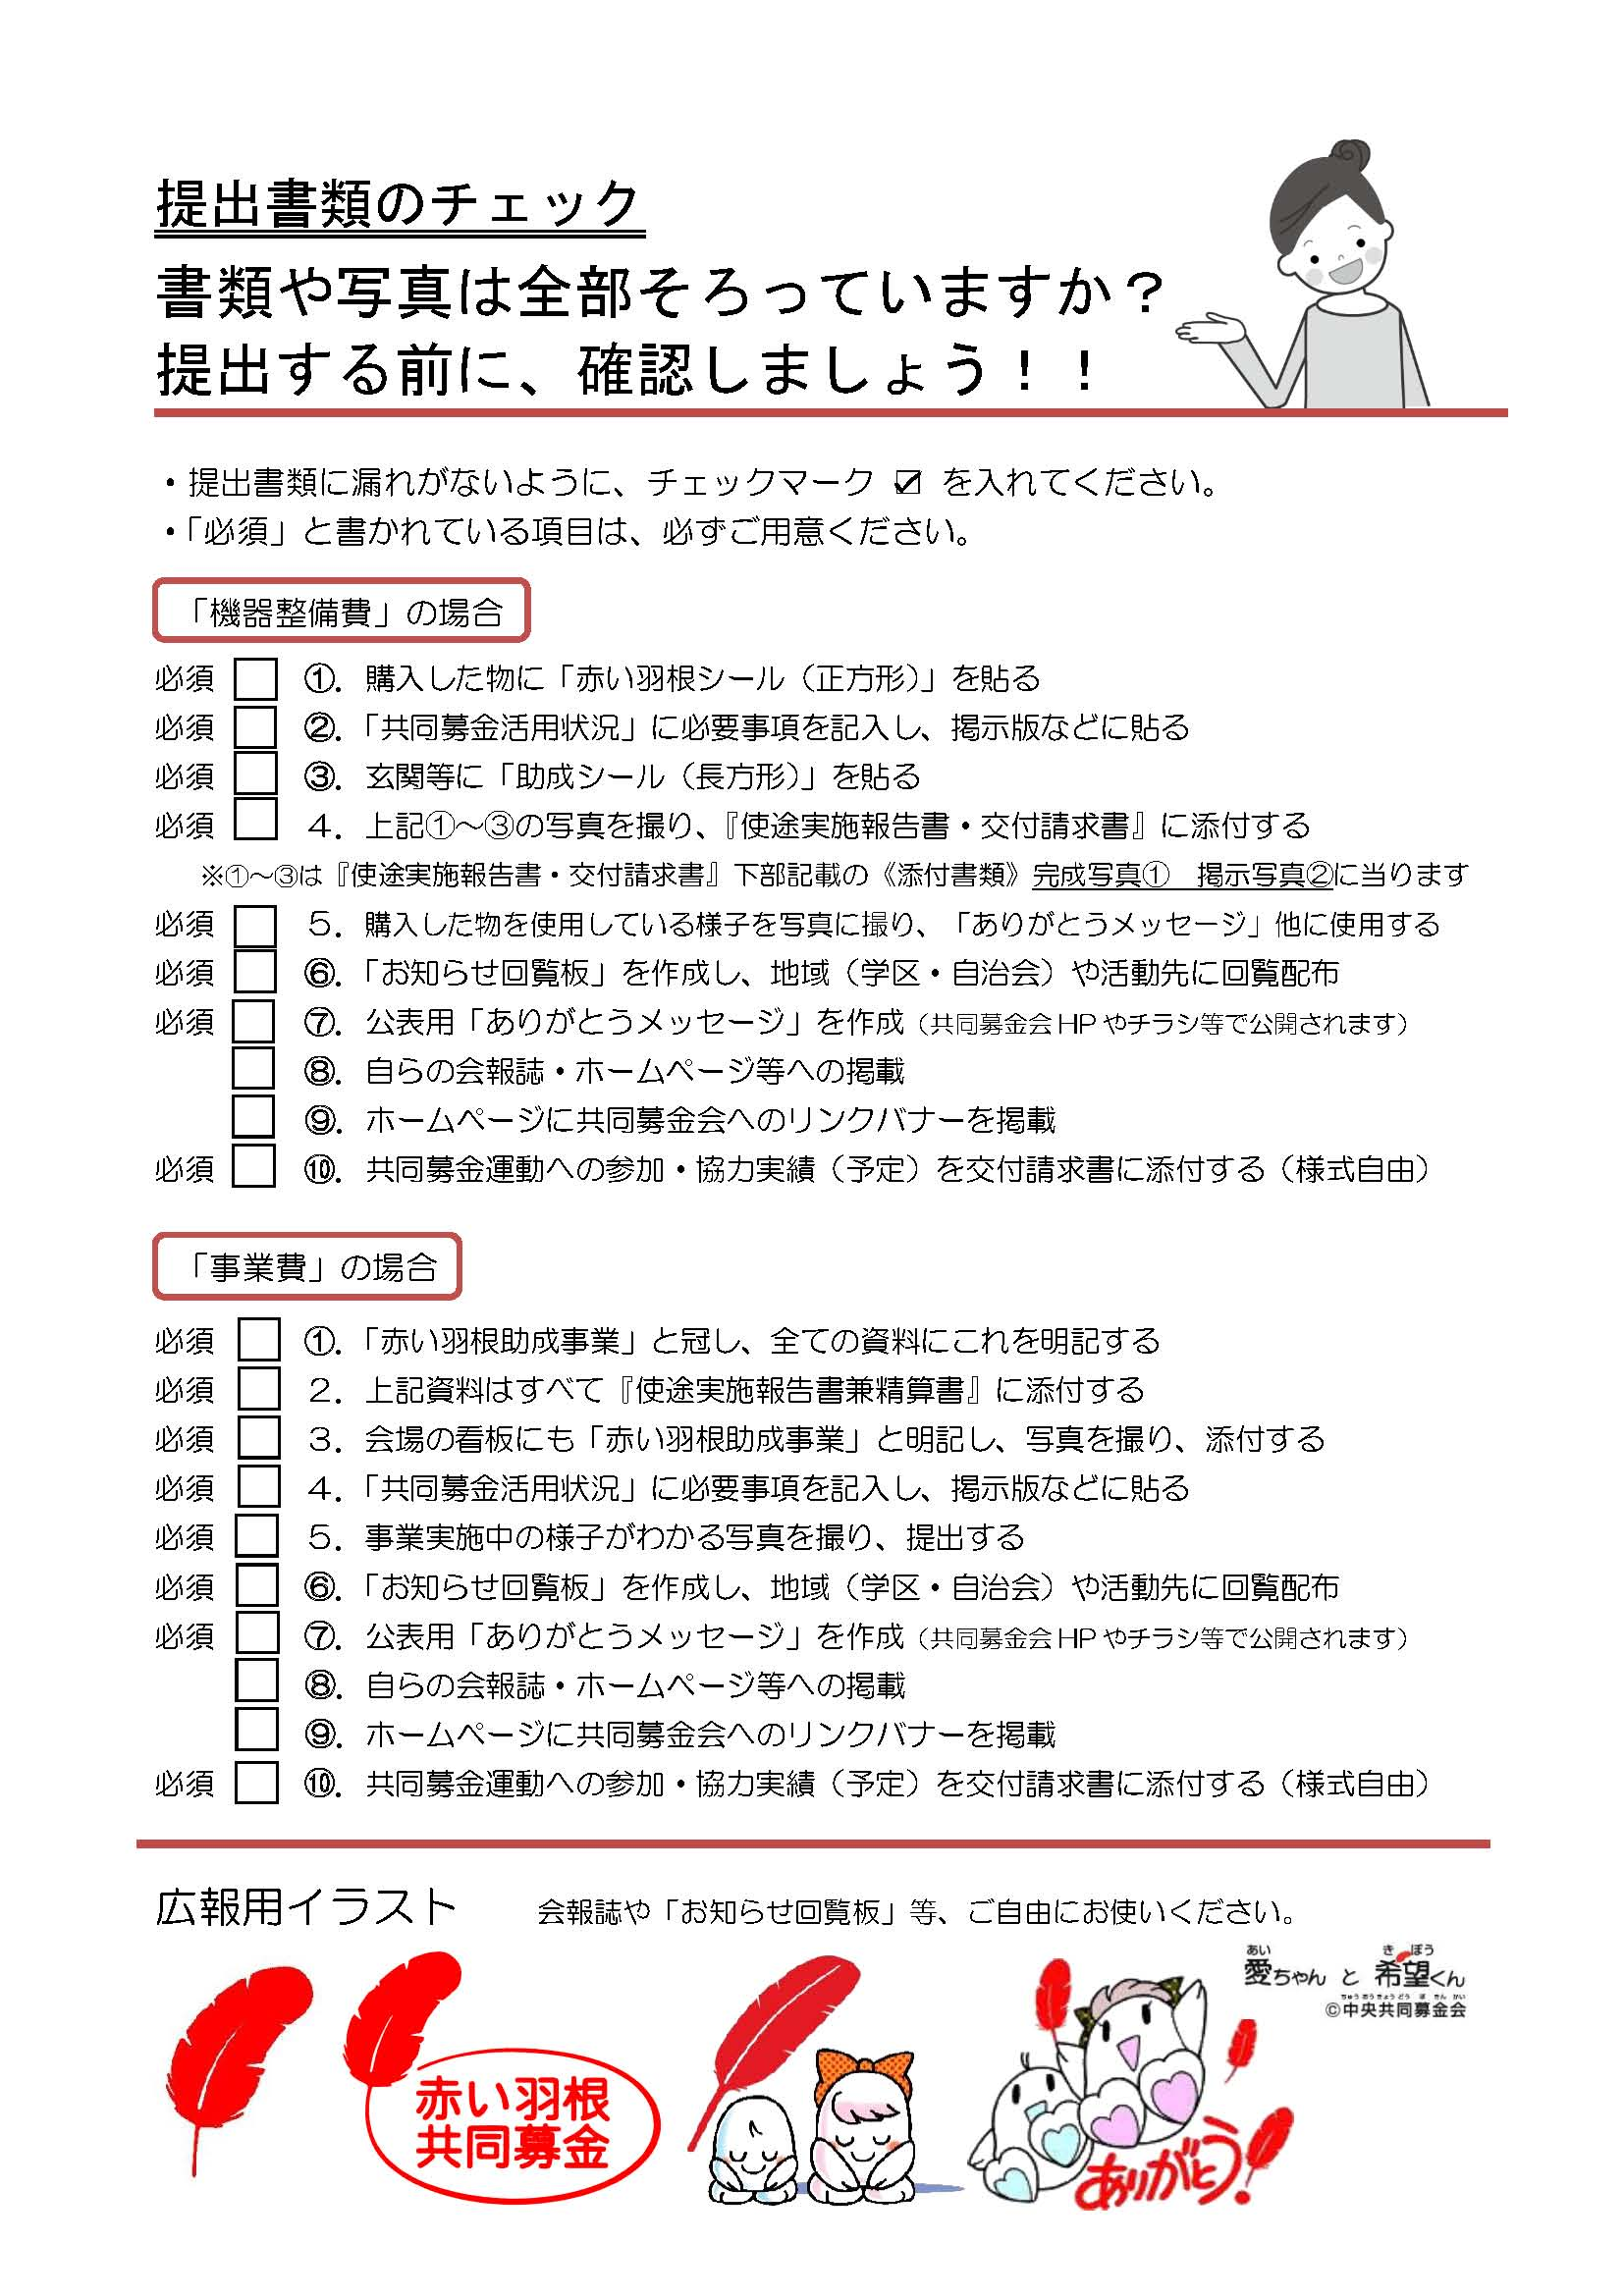 提出書類のチェック
書類や写真は全部そろっていますか？
提出する前に、確認しましょう！！
・提出書類に漏れがないように、チェックマーク ☑ を入れてください。
・「必須」と書かれている項目は、必ずご用意ください。
「機器整備費」の場合
必須 □ ①．購入した物に「赤い羽根シール（正方形）」を貼る
必須 □ ②．「共同募金活用状況」に必要事項を記入し、掲示版などに貼る
必須 □ ③．玄関等に「助成シール（長方形）」を貼る
必須 □ ４．上記①～③の写真を撮り、『使途実施報告書・交付請求書』に添付する
※①～③は『使途実施報告書・交付請求書』下部記載の《添付書類》完成写真①　掲示写真②に当ります
必須 □ ５．購入した物を使用している様子を写真に撮り、「ありがとうメッセージ」他に使用する
必須 □ ⑥．「お知らせ回覧板」を作成し、地域（学区・自治会）や活動先に回覧配布
必須 □ ⑦．公表用「ありがとうメッセージ」を作成（共同募金会 HP やチラシ等で公開されます）
□ ⑧．自らの会報誌・ホームページ等への掲載
□ ⑨．ホームページに共同募金会へのリンクバナーを掲載
必須 □ ⑩．共同募金運動への参加・協力実績（予定）を交付請求書に添付する（様式自由）
「事業費」の場合
必須 □ ①．「赤い羽根助成事業」と冠し、全ての資料にこれを明記する
必須 □ ２．上記資料はすべて『使途実施報告書兼精算書』に添付する
必須 □ ３．会場の看板にも「赤い羽根助成事業」と明記し、写真を撮り、添付する
必須 □ ４．「共同募金活用状況」に必要事項を記入し、掲示版などに貼る
必須 □ ５．事業実施中の様子がわかる写真を撮り、提出する
必須 □ ⑥．「お知らせ回覧板」を作成し、地域（学区・自治会）や活動先に回覧配布
必須 □ ⑦．公表用「ありがとうメッセージ」を作成（共同募金会 HP やチラシ等で公開されます）
□ ⑧．自らの会報誌・ホームページ等への掲載
□ ⑨．ホームページに共同募金会へのリンクバナーを掲載
必須 □ ⑩．共同募金運動への参加・協力実績（予定）を交付請求書に添付する（様式自由）
広報用イラスト　会報誌や「お知らせ回覧板」等、ご自由にお使いください。
あい　き　ぼう
愛ちゃん と 希望くん
ちゅうおうきょうどう ぼ きん かい
©中央共同募金会
赤い羽根
共同募金
ありがとう!